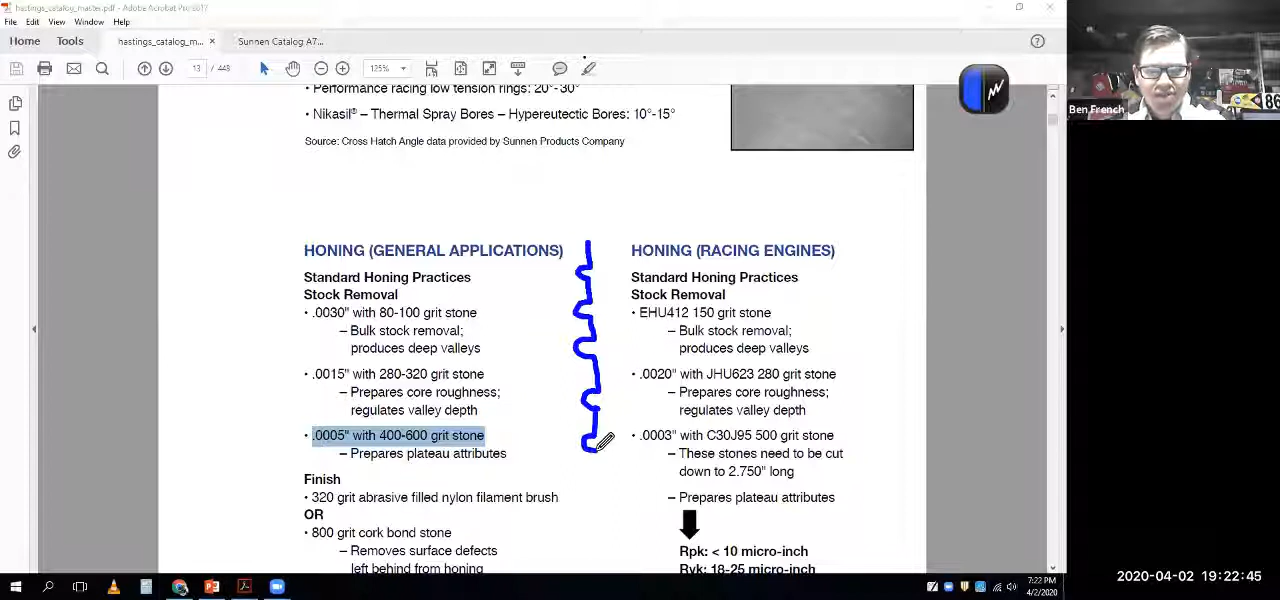 hastings_catalog_master.pdf - Adobe Acrobat Pro 2017
File Edit View Window Help
Home Tools hastings_catalog_m... × Sunnen Catalog A7...
13 / 448 125%
• Performance racing low tension rings: 20°-30°
• Nikasil® – Thermal Spray Bores – Hypereutectic Bores: 10°-15°
Source: Cross Hatch Angle data provided by Sunnen Products Company
HONING (GENERAL APPLICATIONS)
Standard Honing Practices
Stock Removal
• .0030" with 80-100 grit stone
– Bulk stock removal;
produces deep valleys
• .0015" with 280-320 grit stone
– Prepares core roughness;
regulates valley depth
• .0005" with 400-600 grit stone
– Prepares plateau attributes
Finish
• 320 grit abrasive filled nylon filament brush
OR
• 800 grit cork bond stone
– Removes surface defects
left behind from honing
HONING (RACING ENGINES)
Standard Honing Practices
Stock Removal
• EHU412 150 grit stone
– Bulk stock removal;
produces deep valleys
• .0020" with JHU623 280 grit stone
– Prepares core roughness;
regulates valley depth
• .0003" with C30J95 500 grit stone
– These stones need to be cut
down to 2.750" long
– Prepares plateau attributes
Rpk: < 10 micro-inch
Rvk: 18-25 micro-inch
Ben French
86
7:22 PM
4/2/2020
2020-04-02 19:22:45